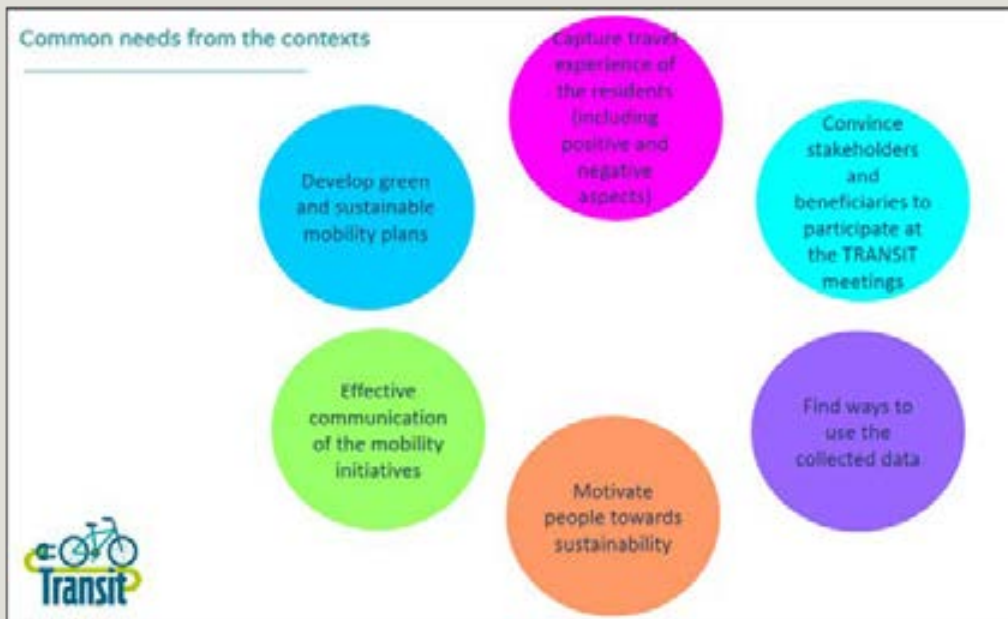 Common needs from the contexts
Capture travel
experience of
the residents
(including
positive and
negative
aspects)
Convince
stakeholders
and
beneficiaries to
participate at
the TRANSIT
meetings
Develop green
and sustainable
mobility plans
Effective
communication
of the mobility
initiatives
Find ways to
use the
collected data
Motivate
people towards
sustainability
Transit